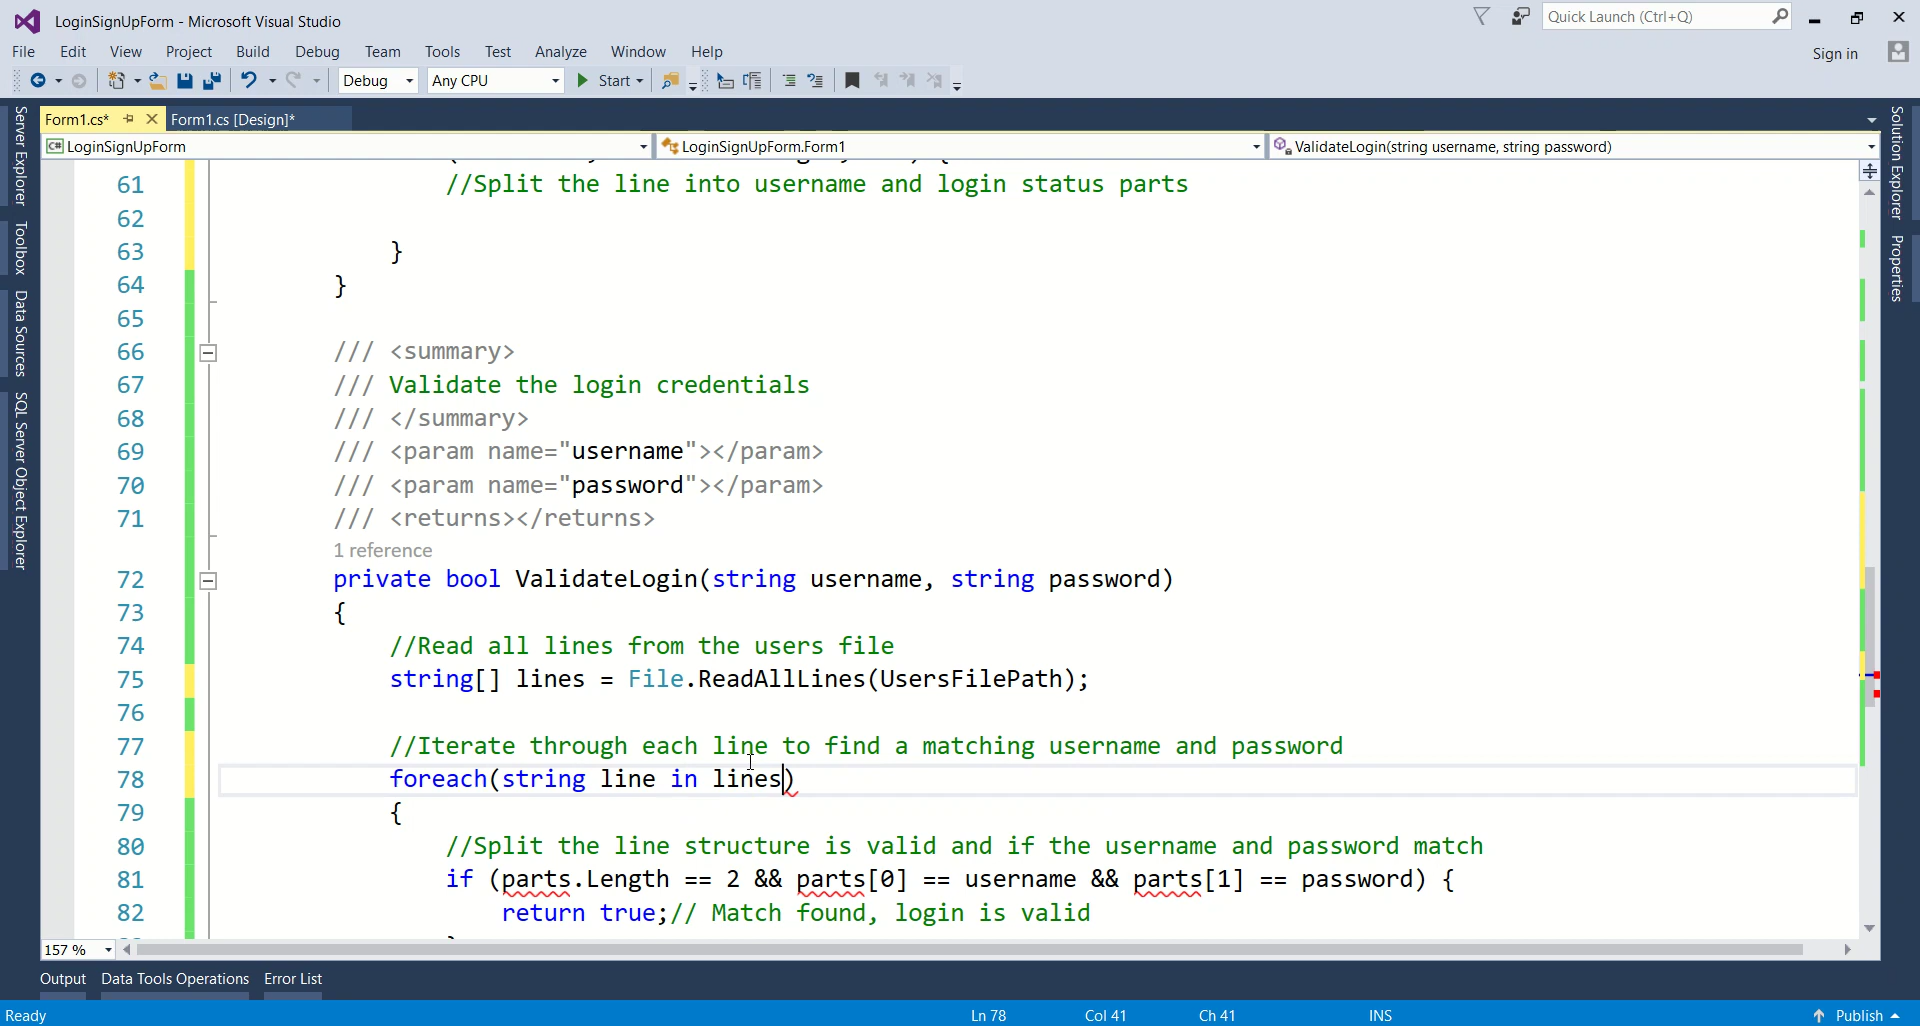 LoginSignUpForm - Microsoft Visual Studio
Quick Launch (Ctrl+Q)
File Edit View Project Build Debug Team Tools Test Analyze Window Help
Sign in
Debug Any CPU Start
Form1.cs*
Form1.cs [Design]*
C# LoginSignUpForm
LoginSignUpForm.Form1
ValidateLogin(string username, string password)
Server Explorer
Toolbox
Data Sources
SQL Server Object Explorer
Solution Explorer
Properties
61 //Split the line into username and login status parts
62
63 }
64 }
65
66 /// <summary>
67 /// Validate the login credentials
68 /// </summary>
69 /// <param name="username"></param>
70 /// <param name="password"></param>
71 /// <returns></returns>
1 reference
72 private bool ValidateLogin(string username, string password)
73 {
74 //Read all lines from the users file
75 string[] lines = File.ReadAllLines(UsersFilePath);
76
77 //Iterate through each line to find a matching username and password
78 foreach(string line in lines)
79 {
80 //Split the line structure is valid and if the username and password match
81 if (parts.Length == 2 && parts[0] == username && parts[1] == password) {
82 return true;// Match found, login is valid
157 %
Output Data Tools Operations Error List
Ready Ln 78 Col 41 Ch 41 INS Publish